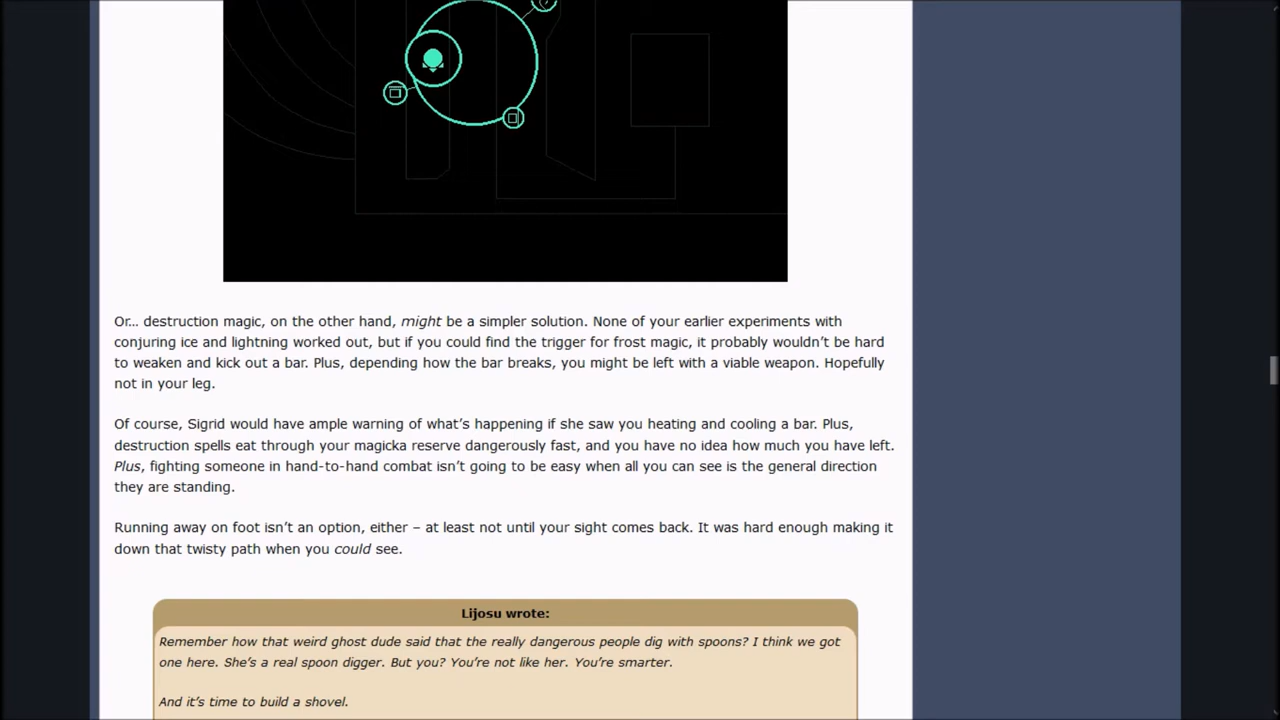 Or… destruction magic, on the other hand, might be a simpler solution. None of your earlier experiments with
conjuring ice and lightning worked out, but if you could find the trigger for frost magic, it probably wouldn’t be hard
to weaken and kick out a bar. Plus, depending how the bar breaks, you might be left with a viable weapon. Hopefully
not in your leg.
Of course, Sigrid would have ample warning of what’s happening if she saw you heating and cooling a bar. Plus,
destruction spells eat through your magicka reserve dangerously fast, and you have no idea how much you have left.
Plus, fighting someone in hand-to-hand combat isn’t going to be easy when all you can see is the general direction
they are standing.
Running away on foot isn’t an option, either – at least not until your sight comes back. It was hard enough making it
down that twisty path when you could see.
Lijosu wrote:
Remember how that weird ghost dude said that the really dangerous people dig with spoons? I think we got
one here. She’s a real spoon digger. But you? You’re not like her. You’re smarter.
And it’s time to build a shovel.